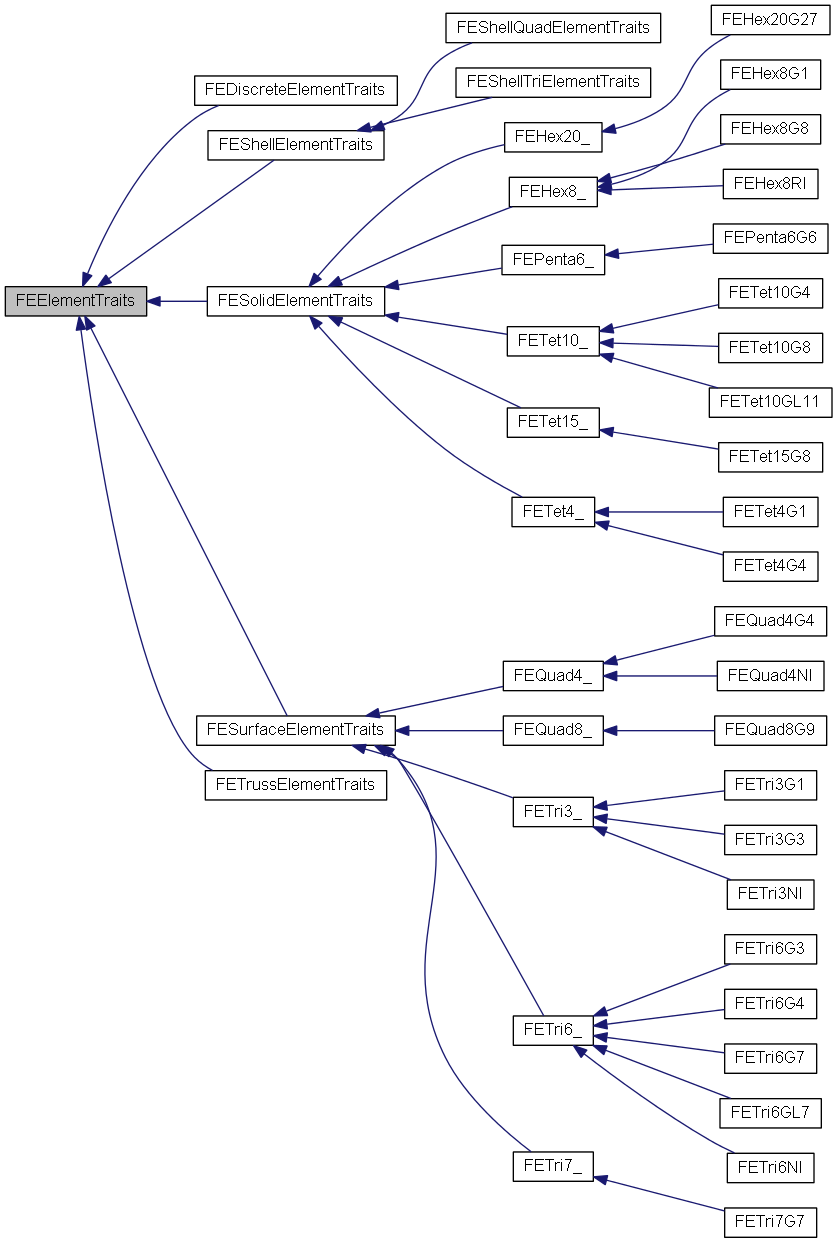 FEHex20G27
FEShellQuadElementTraits
FEHex8G1
FEShellTriElementTraits
FEDiscreteElementTraits
FEHex8G8
FEHex20_
FEShellElementTraits
FEHex8RI
FEHex8_
FEPenta6G6
FEPenta6_
FETet10G4
FEElementTraits
FESolidElementTraits
FETet10_
FETet10G8
FETet10GL11
FETet15_
FETet15G8
FETet4_
FETet4G1
FETet4G4
FEQuad4G4
FEQuad4_
FEQuad4NI
FESurfaceElementTraits
FEQuad8_
FEQuad8G9
FETrussElementTraits
FETri3G1
FETri3_
FETri3G3
FETri3NI
FETri6G3
FETri6G4
FETri6_
FETri6G7
FETri6GL7
FETri6NI
FETri7_
FETri7G7